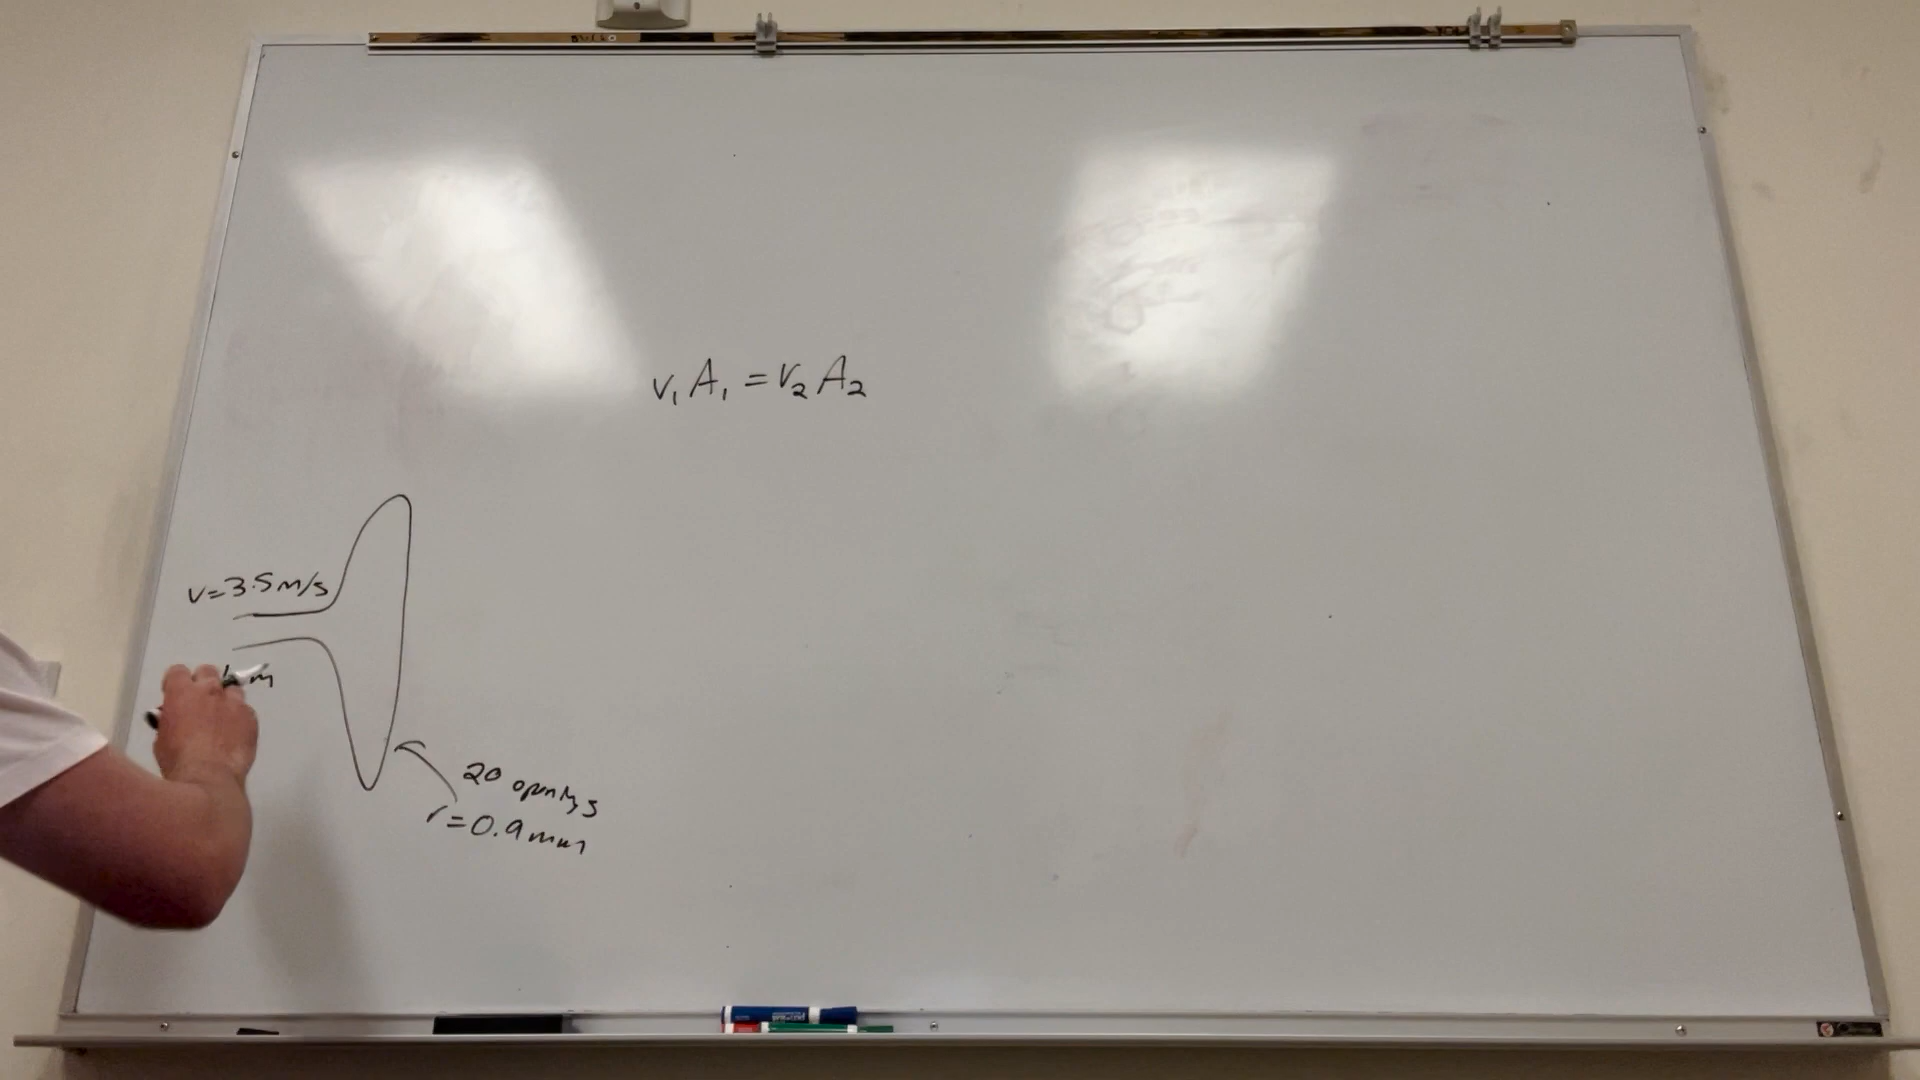 v₁A₁ = v₂A₂
v=3.5m/s
20 openings
r=0.9mm